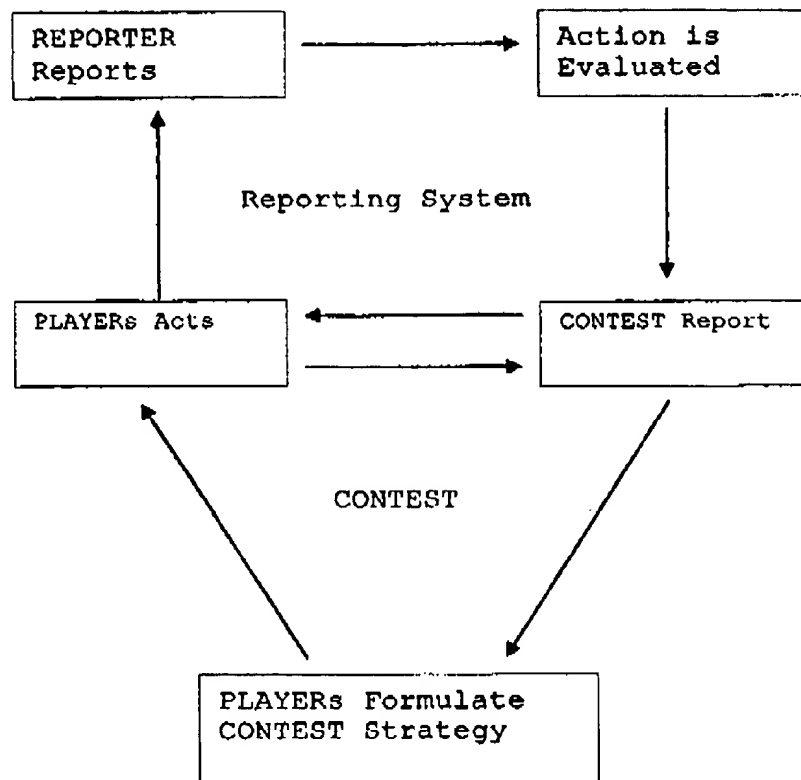 REPORTER
Reports
Action is
Evaluated
Reporting System
PLAYERs Acts
CONTEST Report
CONTEST
PLAYERs Formulate
CONTEST Strategy